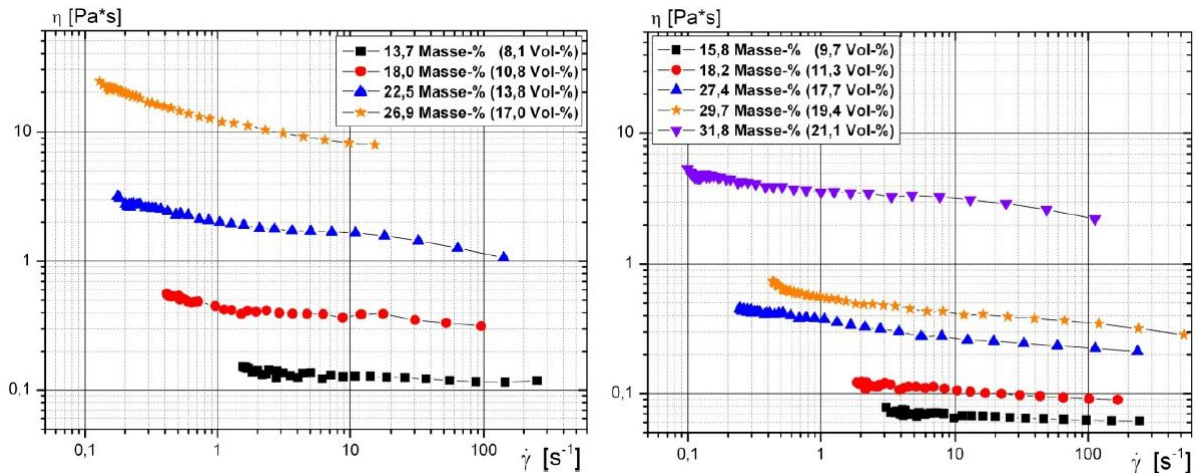 η [Pa*s]
13,7 Masse-% (8,1 Vol-%)
18,0 Masse-% (10,8 Vol-%)
22,5 Masse-% (13,8 Vol-%)
26,9 Masse-% (17,0 Vol-%)
10
1
0,1
0,1
1
10
100
γ̇ [s⁻¹]
η [Pa*s]
15,8 Masse-% (9,7 Vol-%)
18,2 Masse-% (11,3 Vol-%)
27,4 Masse-% (17,7 Vol-%)
29,7 Masse-% (19,4 Vol-%)
31,8 Masse-% (21,1 Vol-%)
10
1
0,1
0,1
1
10
100
γ̇ [s⁻¹]